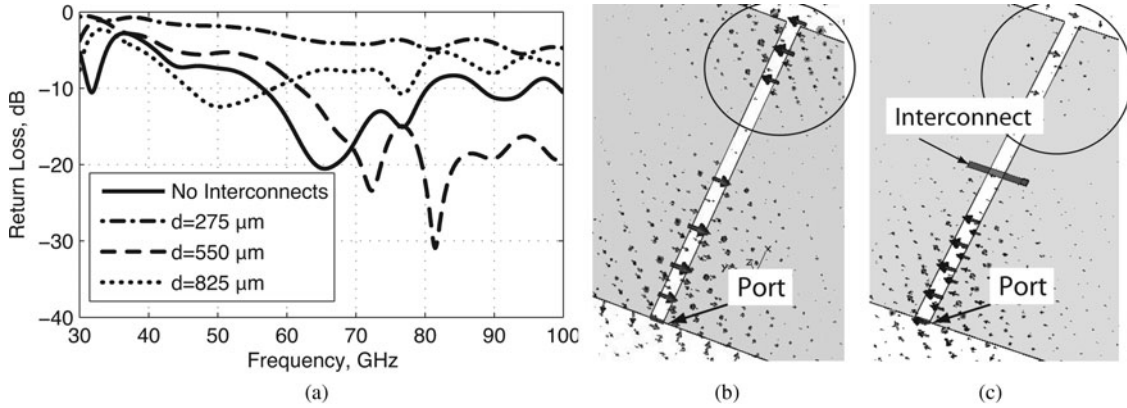 0
−10
−20
−30
−40
Return Loss, dB
No Interconnects
d=275 μm
d=550 μm
d=825 μm
30 40 50 60 70 80 90 100
Frequency, GHz
(a)
Port
(b)
Interconnect
Port
(c)